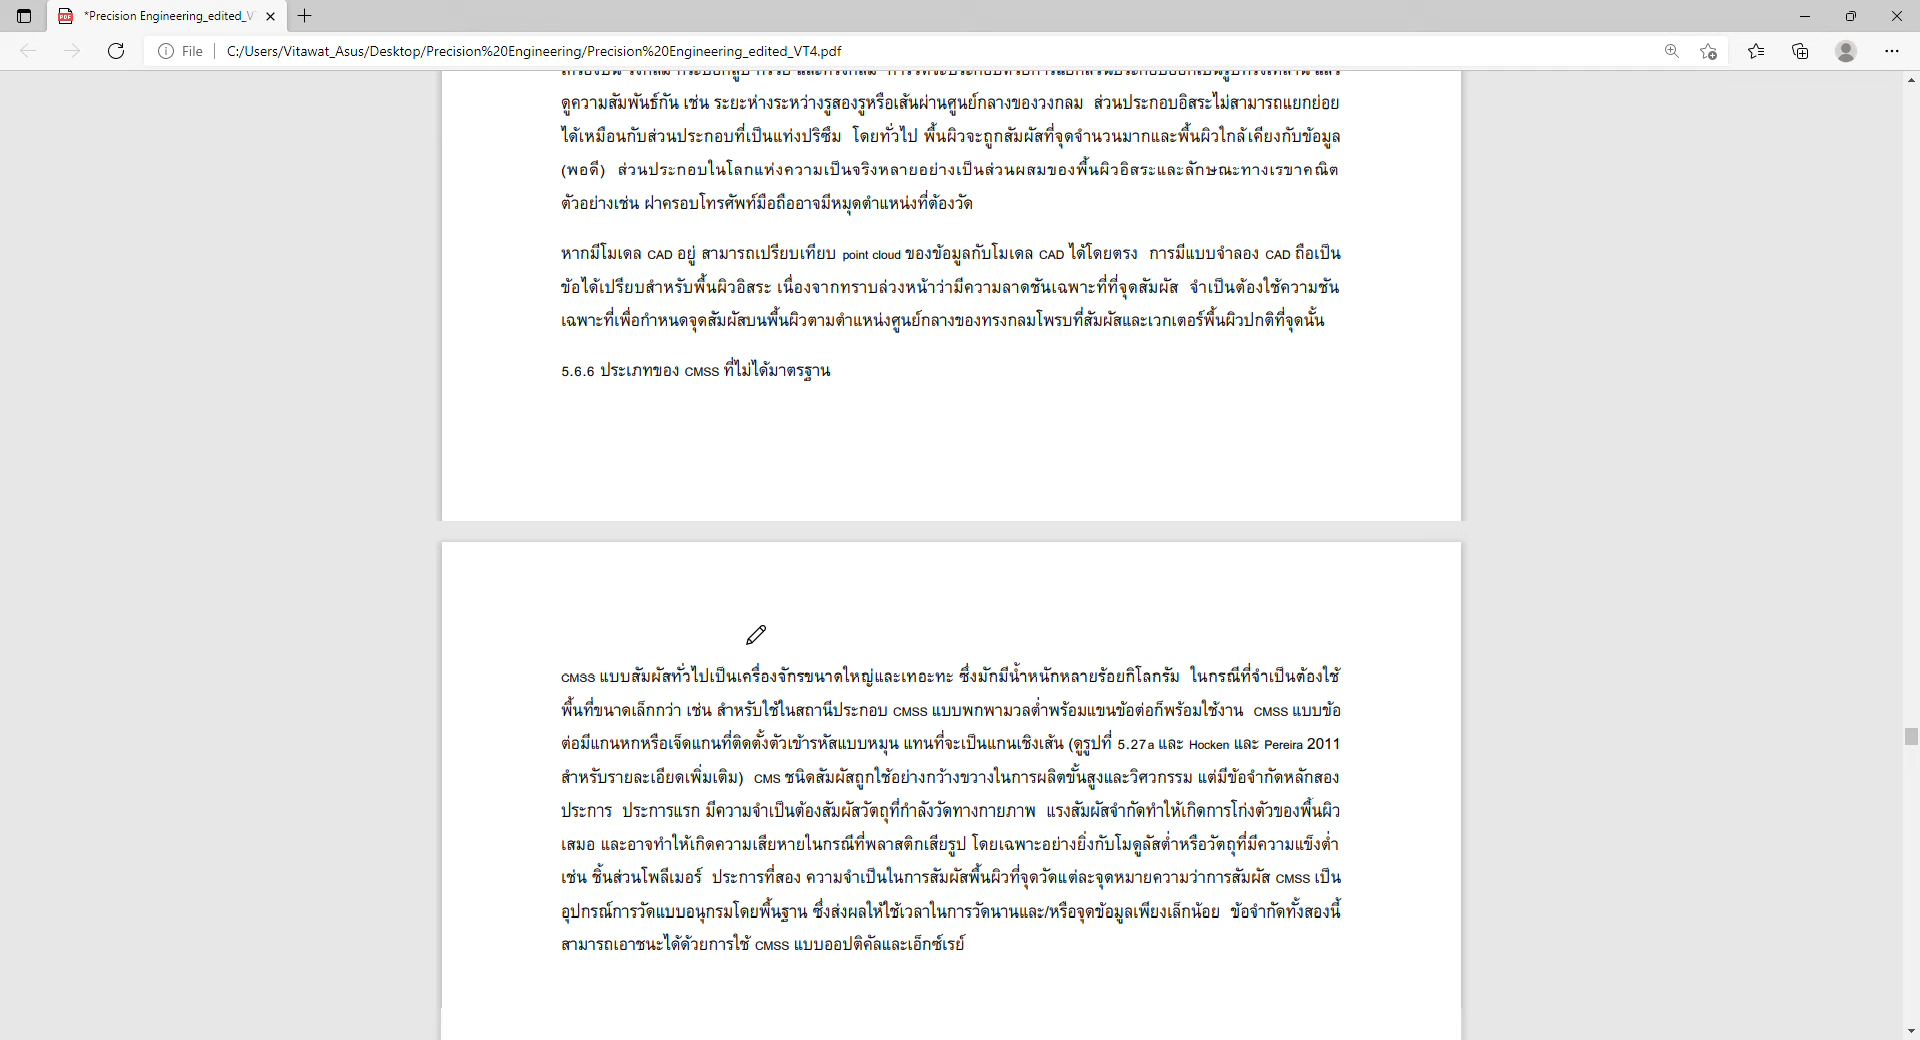 *Precision Engineering_edited_V
File
C:/Users/Vitawat_Asus/Desktop/Precision%20Engineering/Precision%20Engineering_edited_VT4.pdf
ดูความสัมพันธ์กัน เช่น ระยะห่างระหว่างรูสองรูหรือเส้นผ่านศูนย์กลางของวงกลม ส่วนประกอบอิสระไม่สามารถแยกย่อย
ได้เหมือนกับส่วนประกอบที่เป็นแท่งปริซึม โดยทั่วไป พื้นผิวจะถูกสัมผัสที่จุดจำนวนมากและพื้นผิวใกล้เคียงกับข้อมูล
(พอดี) ส่วนประกอบในโลกแห่งความเป็นจริงหลายอย่างเป็นส่วนผสมของพื้นผิวอิสระและลักษณะทางเรขาคณิต
ตัวอย่างเช่น ฝาครอบโทรศัพท์มือถืออาจมีหมุดตำแหน่งที่ต้องวัด
หากมีโมเดล CAD อยู่ สามารถเปรียบเทียบ point cloud ของข้อมูลกับโมเดล CAD ได้โดยตรง การมีแบบจำลอง CAD ถือเป็น
ข้อได้เปรียบสำหรับพื้นผิวอิสระ เนื่องจากทราบล่วงหน้าว่ามีความลาดชันเฉพาะที่ที่จุดสัมผัส จำเป็นต้องใช้ความชัน
เฉพาะที่เพื่อกำหนดจุดสัมผัสบนพื้นผิวตามตำแหน่งศูนย์กลางของทรงกลมโพรบที่สัมผัสและเวกเตอร์พื้นผิวปกติที่จุดนั้น
5.6.6 ประเภทของ CMSs ที่ไม่ได้มาตรฐาน
CMSs แบบสัมผัสทั่วไปเป็นเครื่องจักรขนาดใหญ่และเทอะทะ ซึ่งมักมีน้ำหนักหลายร้อยกิโลกรัม ในกรณีที่จำเป็นต้องใช้
พื้นที่ขนาดเล็กกว่า เช่น สำหรับใช้ในสถานีประกอบ CMSs แบบพกพามวลต่ำพร้อมแขนข้อต่อก็พร้อมใช้งาน CMSs แบบข้อ
ต่อมีแกนหกหรือเจ็ดแกนที่ติดตั้งตัวเข้ารหัสแบบหมุน แทนที่จะเป็นแกนเชิงเส้น (ดูรูปที่ 5.27a และ Hocken และ Pereira 2011
สำหรับรายละเอียดเพิ่มเติม) CMS ชนิดสัมผัสถูกใช้อย่างกว้างขวางในการผลิตขั้นสูงและวิศวกรรม แต่มีข้อจำกัดหลักสอง
ประการ ประการแรก มีความจำเป็นต้องสัมผัสวัตถุที่กำลังวัดทางกายภาพ แรงสัมผัสจำกัดทำให้เกิดการโก่งตัวของพื้นผิว
เสมอ และอาจทำให้เกิดความเสียหายในกรณีที่พลาสติกเสียรูป โดยเฉพาะอย่างยิ่งกับโมดูลัสต่ำหรือวัตถุที่มีความแข็งต่ำ
เช่น ชิ้นส่วนโพลีเมอร์ ประการที่สอง ความจำเป็นในการสัมผัสพื้นผิวที่จุดวัดแต่ละจุดหมายความว่าการสัมผัส CMSs เป็น
อุปกรณ์การวัดแบบอนุกรมโดยพื้นฐาน ซึ่งส่งผลให้ใช้เวลาในการวัดนานและ/หรือจุดข้อมูลเพียงเล็กน้อย ข้อจำกัดทั้งสองนี้
สามารถเอาชนะได้ด้วยการใช้ CMSs แบบออปติคัลและเอ็กซ์เรย์